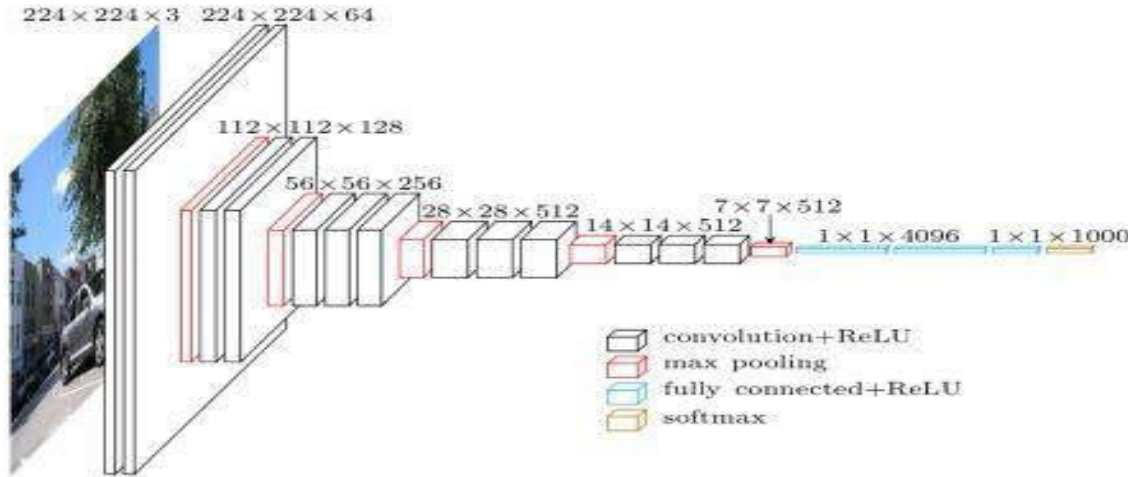 224 × 224 × 3
224 × 224 × 64
112 × 112 × 128
56 × 56 × 256
28 × 28 × 512
14 × 14 × 512
7 × 7 × 512
1 × 1 × 4096
1 × 1 × 1000
convolution+ReLU
max pooling
fully connected+ReLU
softmax